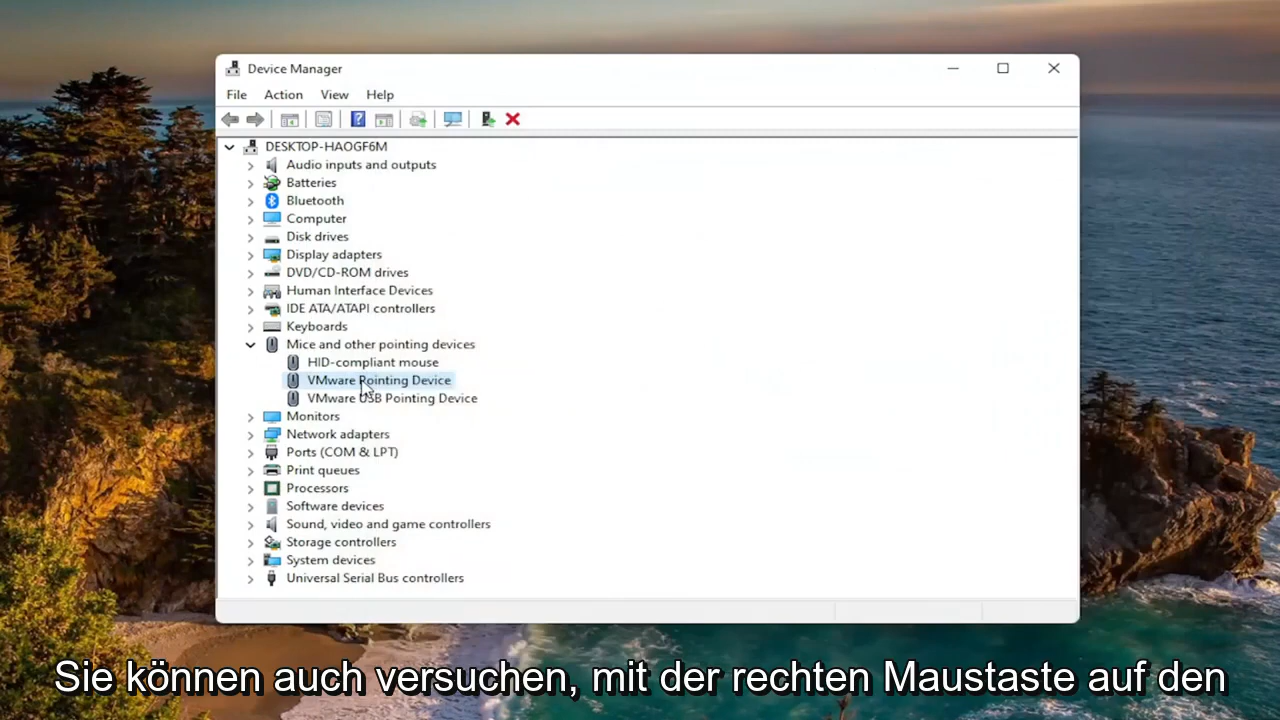 Device Manager
File Action View Help
DESKTOP-HAOGF6M
Audio inputs and outputs
Batteries
Bluetooth
Computer
Disk drives
Display adapters
DVD/CD-ROM drives
Human Interface Devices
IDE ATA/ATAPI controllers
Keyboards
Mice and other pointing devices
HID-compliant mouse
VMware Pointing Device
VMware USB Pointing Device
Monitors
Network adapters
Ports (COM & LPT)
Print queues
Processors
Software devices
Sound, video and game controllers
Storage controllers
System devices
Universal Serial Bus controllers
Sie können auch versuchen, mit der rechten Maustaste auf den